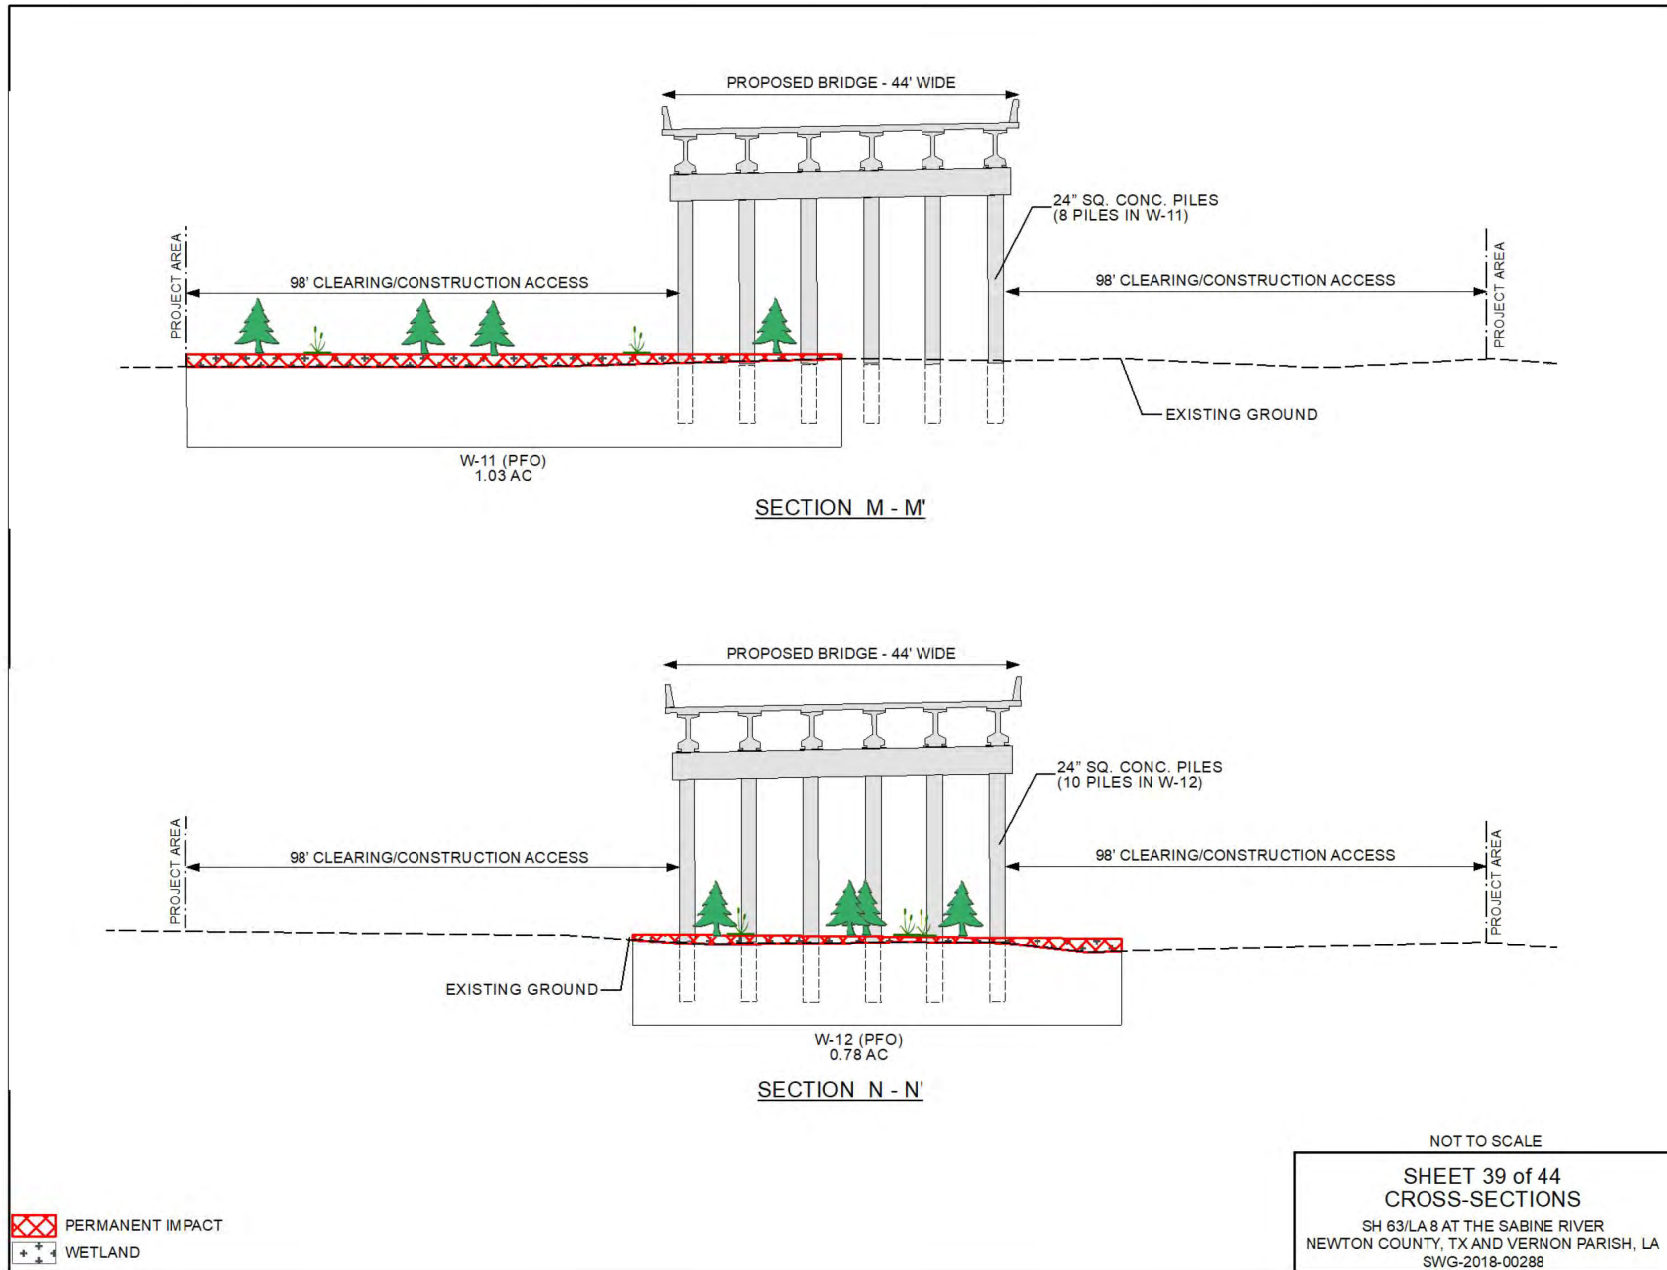 PROPOSED BRIDGE - 44' WIDE
24" SQ. CONC. PILES
(8 PILES IN W-11)
PROJECT AREA
98' CLEARING/CONSTRUCTION ACCESS
98' CLEARING/CONSTRUCTION ACCESS
PROJECT AREA
EXISTING GROUND
W-11 (PFO)
1.03 AC
SECTION M - M'
PROPOSED BRIDGE - 44' WIDE
24" SQ. CONC. PILES
(10 PILES IN W-12)
PROJECT AREA
98' CLEARING/CONSTRUCTION ACCESS
98' CLEARING/CONSTRUCTION ACCESS
PROJECT AREA
EXISTING GROUND
W-12 (PFO)
0.78 AC
SECTION N - N'
NOT TO SCALE
SHEET 39 of 44
CROSS-SECTIONS
SH 63/LA 8 AT THE SABINE RIVER
NEWTON COUNTY, TX AND VERNON PARISH, LA
SWG-2018-00288
PERMANENT IMPACT
WETLAND